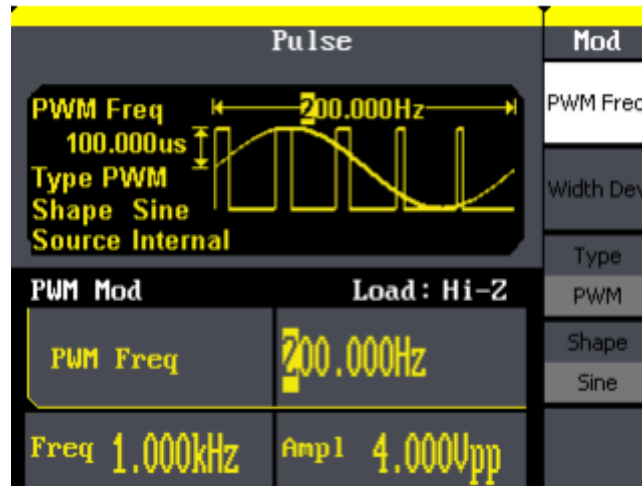 Pulse
Mod
PWM Freq
200.000Hz
100.000us
Type PWM
Shape Sine
Source Internal
PWM Freq
Width Dev
Type
PWM
Shape
Sine
PWM Mod
Load: Hi-Z
PWM Freq
200.000Hz
Freq 1.000kHz
Ampl 4.000Vpp